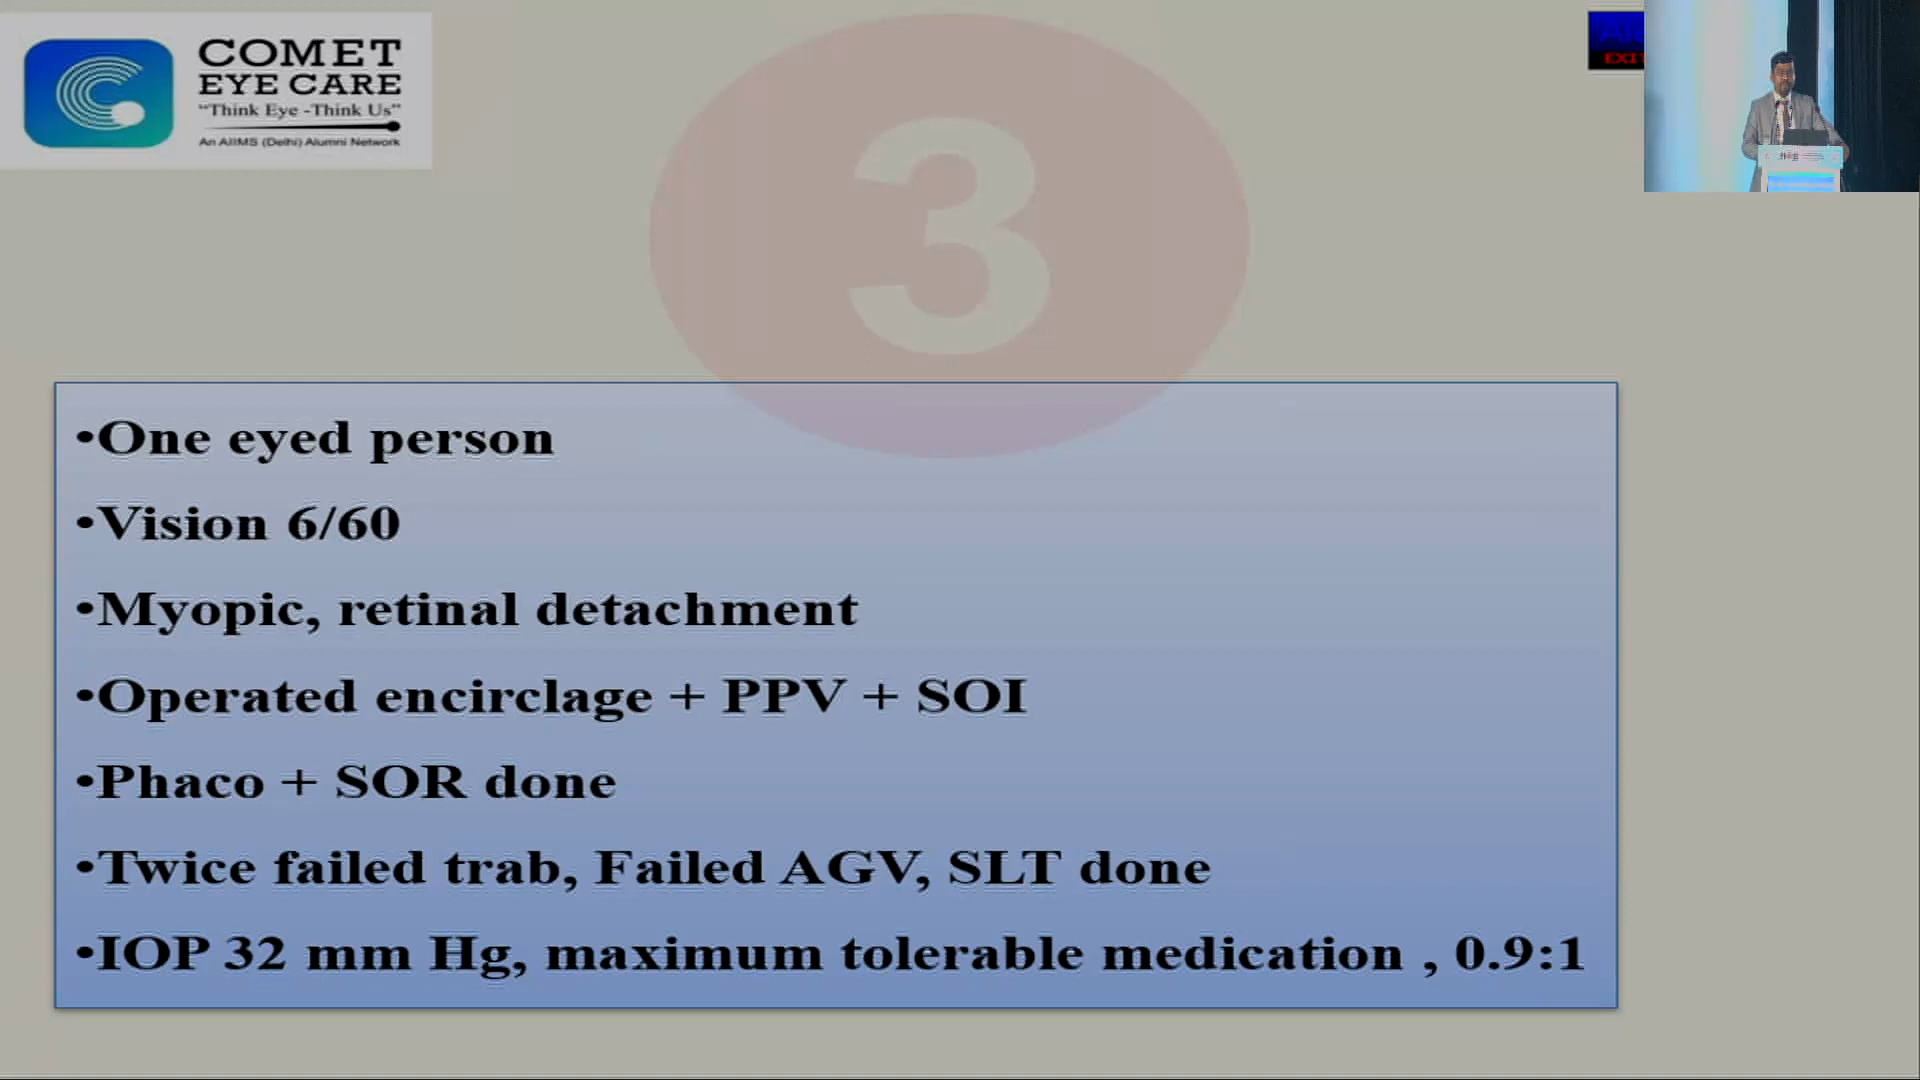 COMET
EYE CARE
"Think Eye -Think Us"
An AIIMS (Delhi) Alumni Network
3
•One eyed person
•Vision 6/60
•Myopic, retinal detachment
•Operated encirclage + PPV + SOI
•Phaco + SOR done
•Twice failed trab, Failed AGV, SLT done
•IOP 32 mm Hg, maximum tolerable medication , 0.9:1